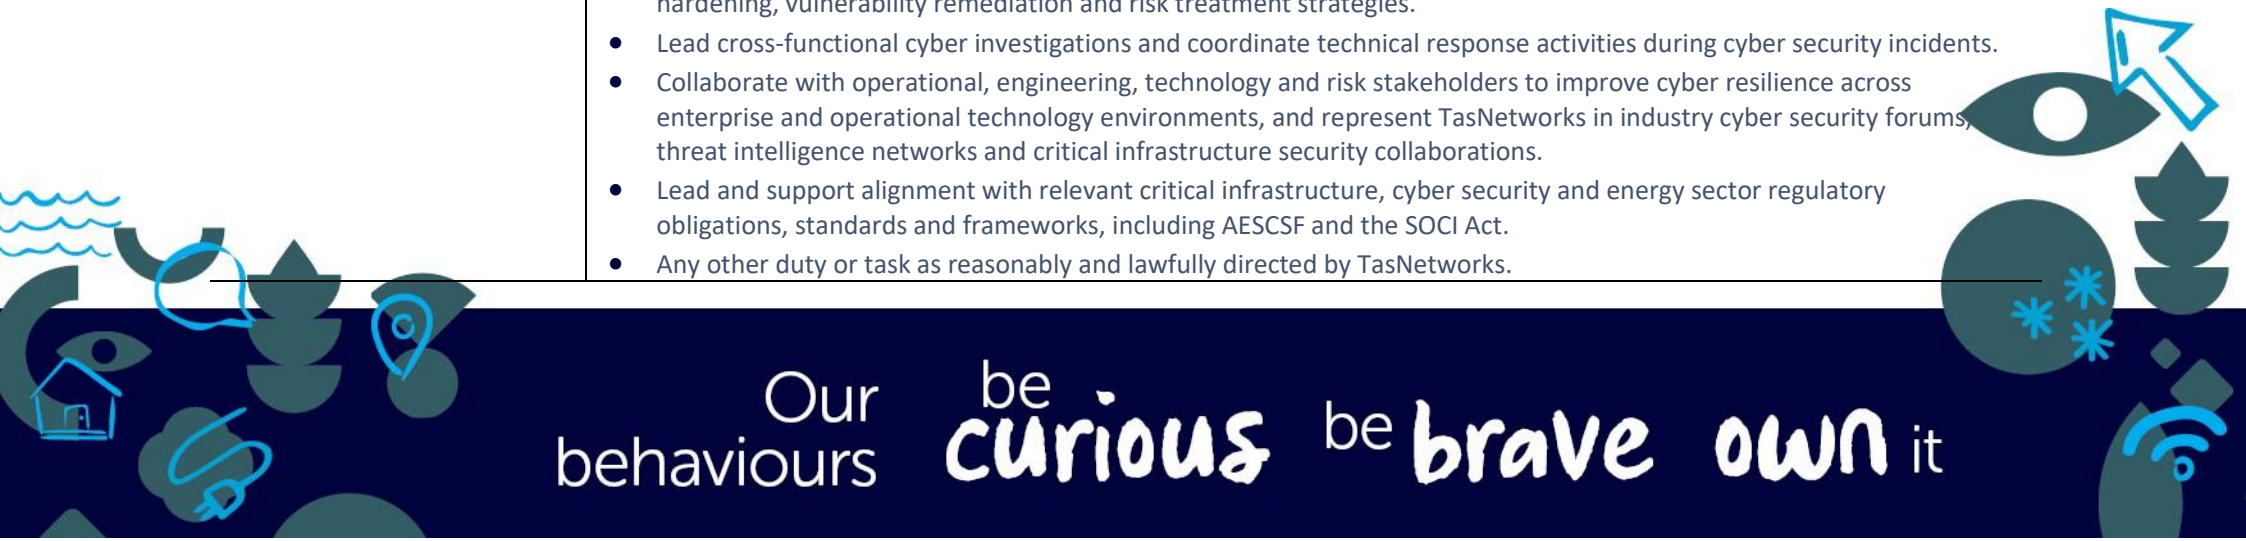 hardening, vulnerability remediation and risk treatment strategies.
• Lead cross-functional cyber investigations and coordinate technical response activities during cyber security incidents.
• Collaborate with operational, engineering, technology and risk stakeholders to improve cyber resilience across
enterprise and operational technology environments, and represent TasNetworks in industry cyber security forums,
threat intelligence networks and critical infrastructure security collaborations.
• Lead and support alignment with relevant critical infrastructure, cyber security and energy sector regulatory
obligations, standards and frameworks, including AESCSF and the SOCI Act.
• Any other duty or task as reasonably and lawfully directed by TasNetworks.
Our
behaviours
be
curious
be brave
own it